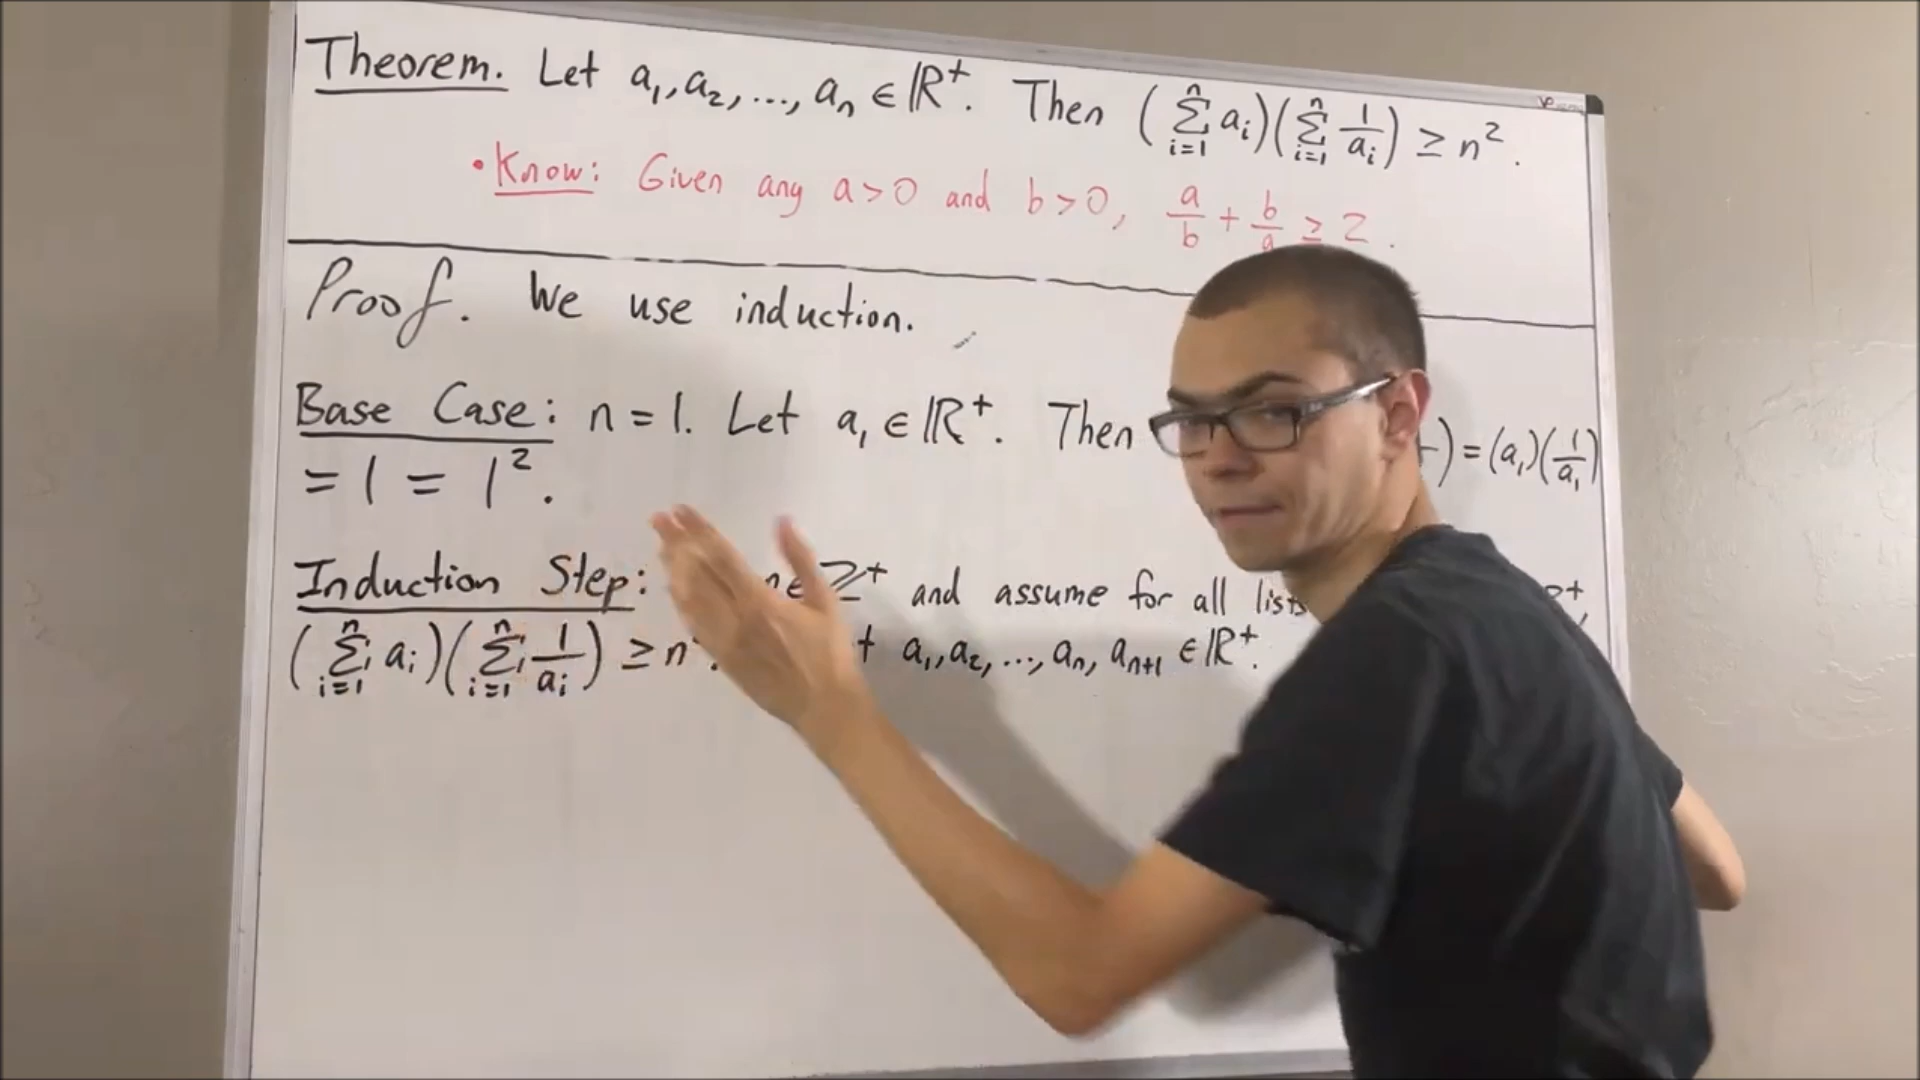 Theorem. Let a₁, a₂, ..., aₙ ∈ ℝ⁺. Then (∑ᵢ₌₁ⁿ aᵢ)(∑ᵢ₌₁ⁿ 1/aᵢ) ≥ n².
• Know: Given any a > 0 and b > 0, a/b + b/a ≥ 2.
Proof. We use induction.
Base Case: n = 1. Let a₁ ∈ ℝ⁺. Then ) = (a₁)(1/a₁)
= 1 = 1².
Induction Step: n ∈ ℤ⁺ and assume for all lists
(∑ᵢ₌₁ⁿ aᵢ)(∑ᵢ₌₁ⁿ 1/aᵢ) ≥ n². a₁, a₂, ..., aₙ, aₙ₊₁ ∈ ℝ⁺.